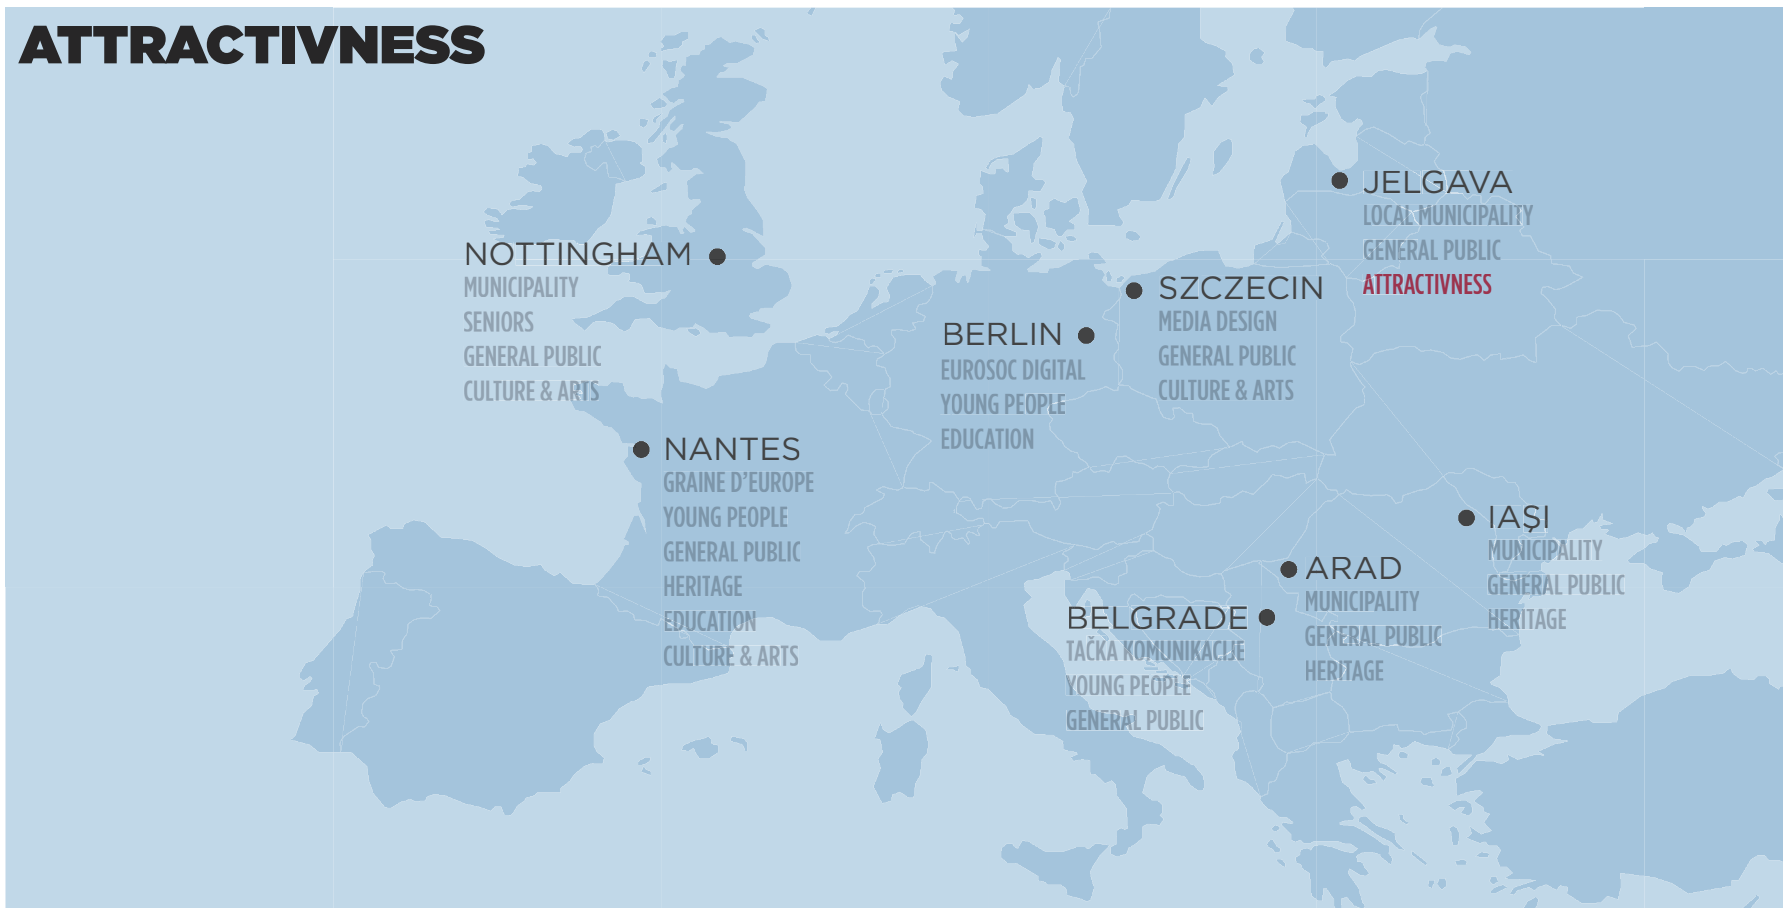 ATTRACTIVNESS
JELGAVA
LOCAL MUNICIPALITY
GENERAL PUBLIC
ATTRACTIVNESS
NOTTINGHAM
MUNICIPALITY
SENIORS
GENERAL PUBLIC
CULTURE & ARTS
SZCZECIN
MEDIA DESIGN
GENERAL PUBLIC
CULTURE & ARTS
BERLIN
EUROSOC DIGITAL
YOUNG PEOPLE
EDUCATION
NANTES
GRAINE D’EUROPE
YOUNG PEOPLE
GENERAL PUBLIC
HERITAGE
EDUCATION
CULTURE & ARTS
IAȘI
MUNICIPALITY
GENERAL PUBLIC
HERITAGE
ARAD
MUNICIPALITY
GENERAL PUBLIC
HERITAGE
BELGRADE
TAČKA KOMUNIKACIJE
YOUNG PEOPLE
GENERAL PUBLIC